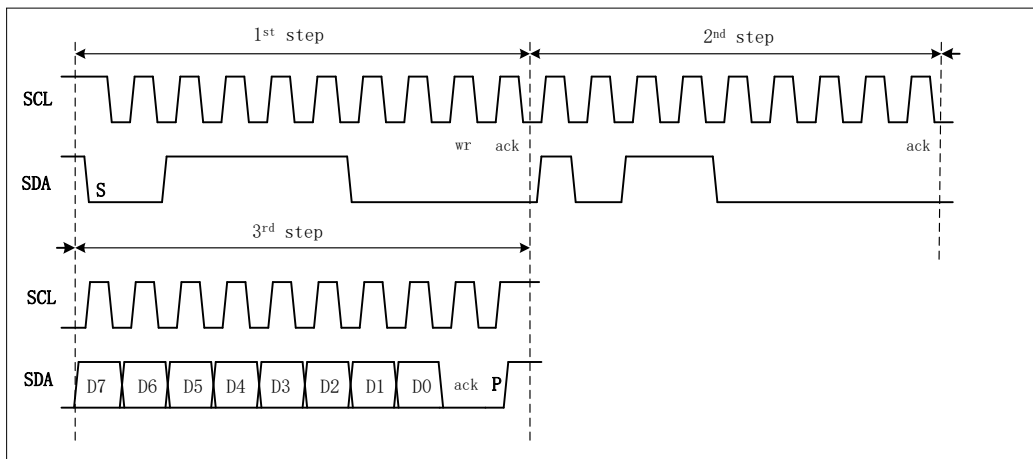 1st step 2nd step
SCL
wr ack ack
SDA S
3rd step
SCL
SDA D7 D6 D5 D4 D3 D2 D1 D0 ack P